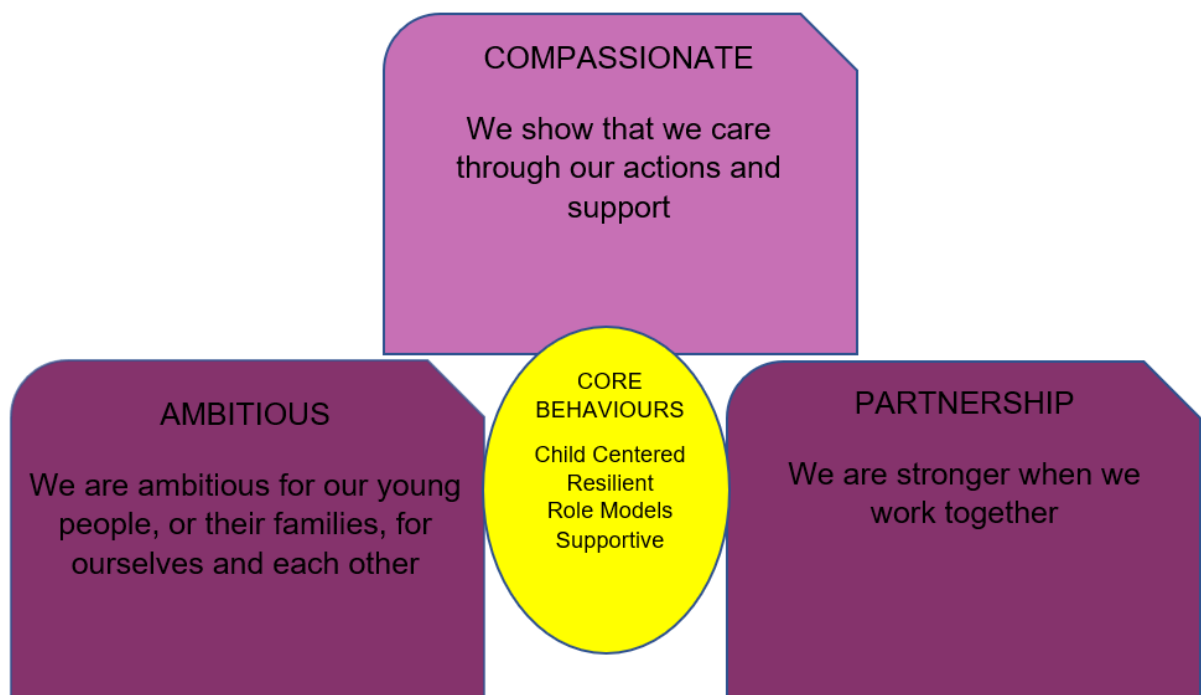 COMPASSIONATE
We show that we care
through our actions and
support
AMBITIOUS
We are ambitious for our young
people, or their families, for
ourselves and each other
CORE
BEHAVIOURS
Child Centered
Resilient
Role Models
Supportive
PARTNERSHIP
We are stronger when we
work together